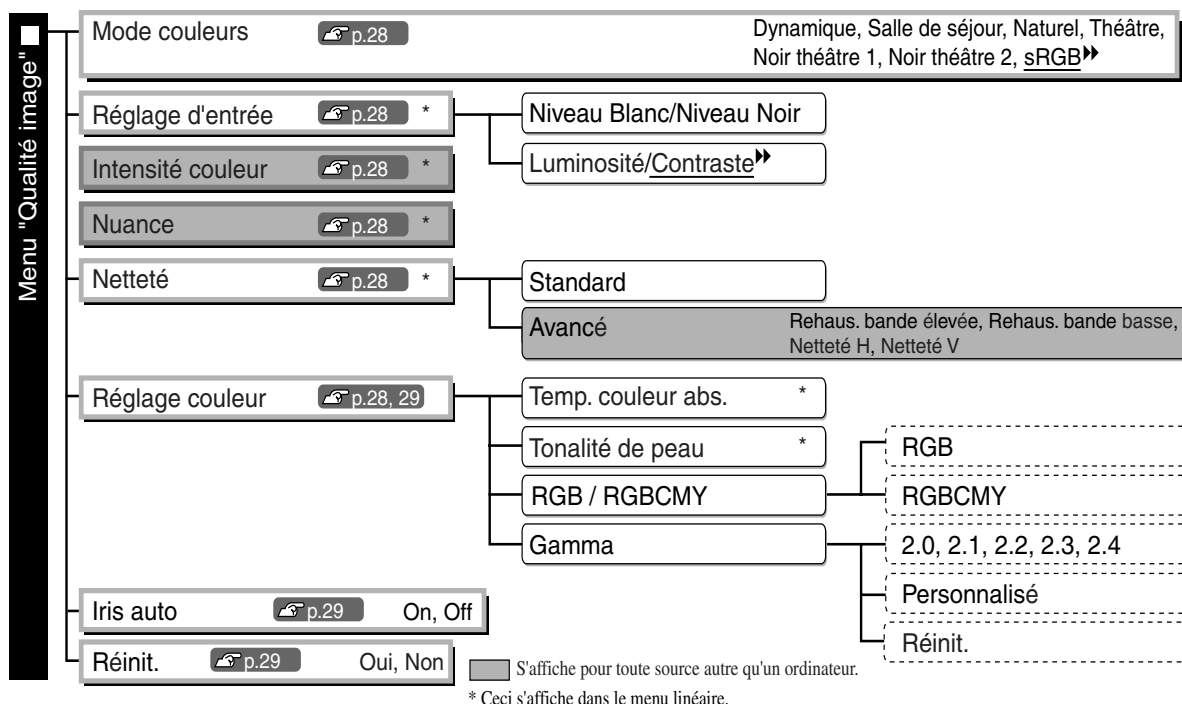 Menu "Qualité image"
Mode couleurs p.28 Dynamique, Salle de séjour, Naturel, Théâtre,
Noir théâtre 1, Noir théâtre 2, sRGB
Réglage d'entrée p.28 * Niveau Blanc/Niveau Noir
Luminosité/Contraste
Intensité couleur p.28 *
Nuance p.28 *
Netteté p.28 * Standard
Avancé Rehaus. bande élevée, Rehaus. bande basse,
Netteté H, Netteté V
Réglage couleur p.28, 29 Temp. couleur abs. *
Tonalité de peau *
RGB
RGB / RGBCMY RGBCMY
Gamma 2.0, 2.1, 2.2, 2.3, 2.4
Personnalisé
Réinit.
Iris auto p.29 On, Off
Réinit. p.29 Oui, Non
S'affiche pour toute source autre qu'un ordinateur.
* Ceci s'affiche dans le menu linéaire.